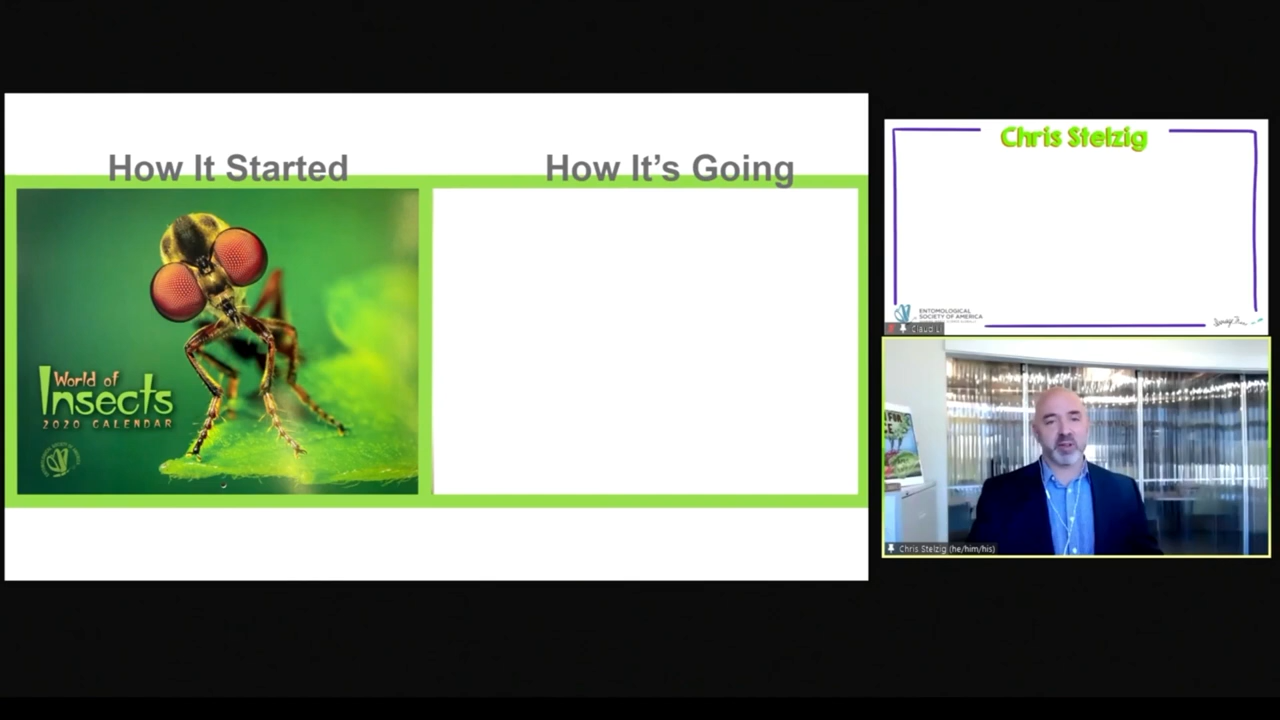 How It Started
How It's Going
World of
Insects
2020 CALENDAR
Chris Stelzig
ENTOMOLOGICAL
SOCIETY OF AMERICA
Chris Stelzig (he/him/his)